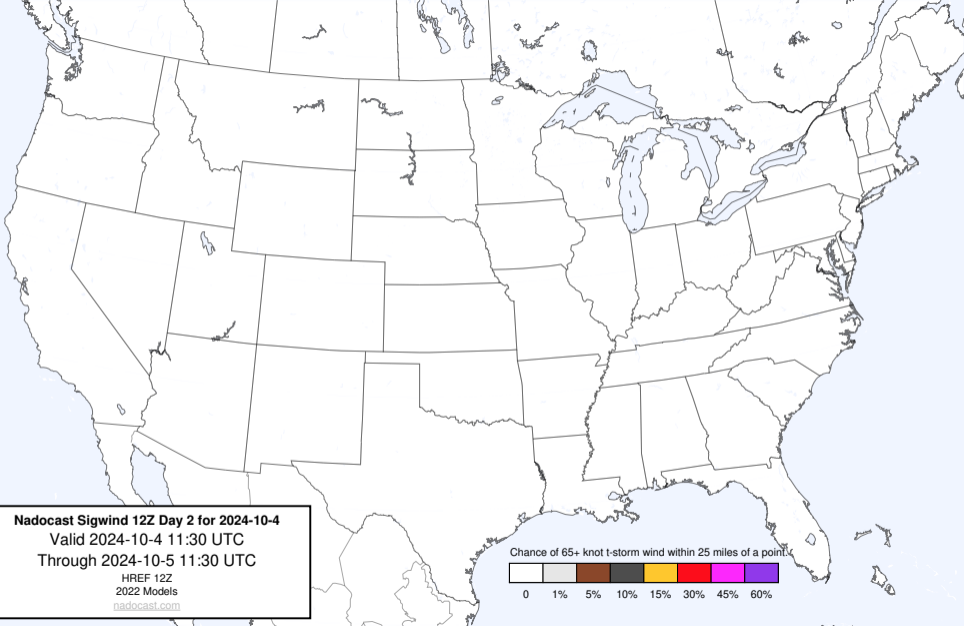 Nadocast Sigwind 12Z Day 2 for 2024-10-4
Valid 2024-10-4 11:30 UTC
Through 2024-10-5 11:30 UTC
HREF 12Z
2022 Models
nadocast.com
Chance of 65+ knot t-storm wind within 25 miles of a point.
0 1% 5% 10% 15% 30% 45% 60%